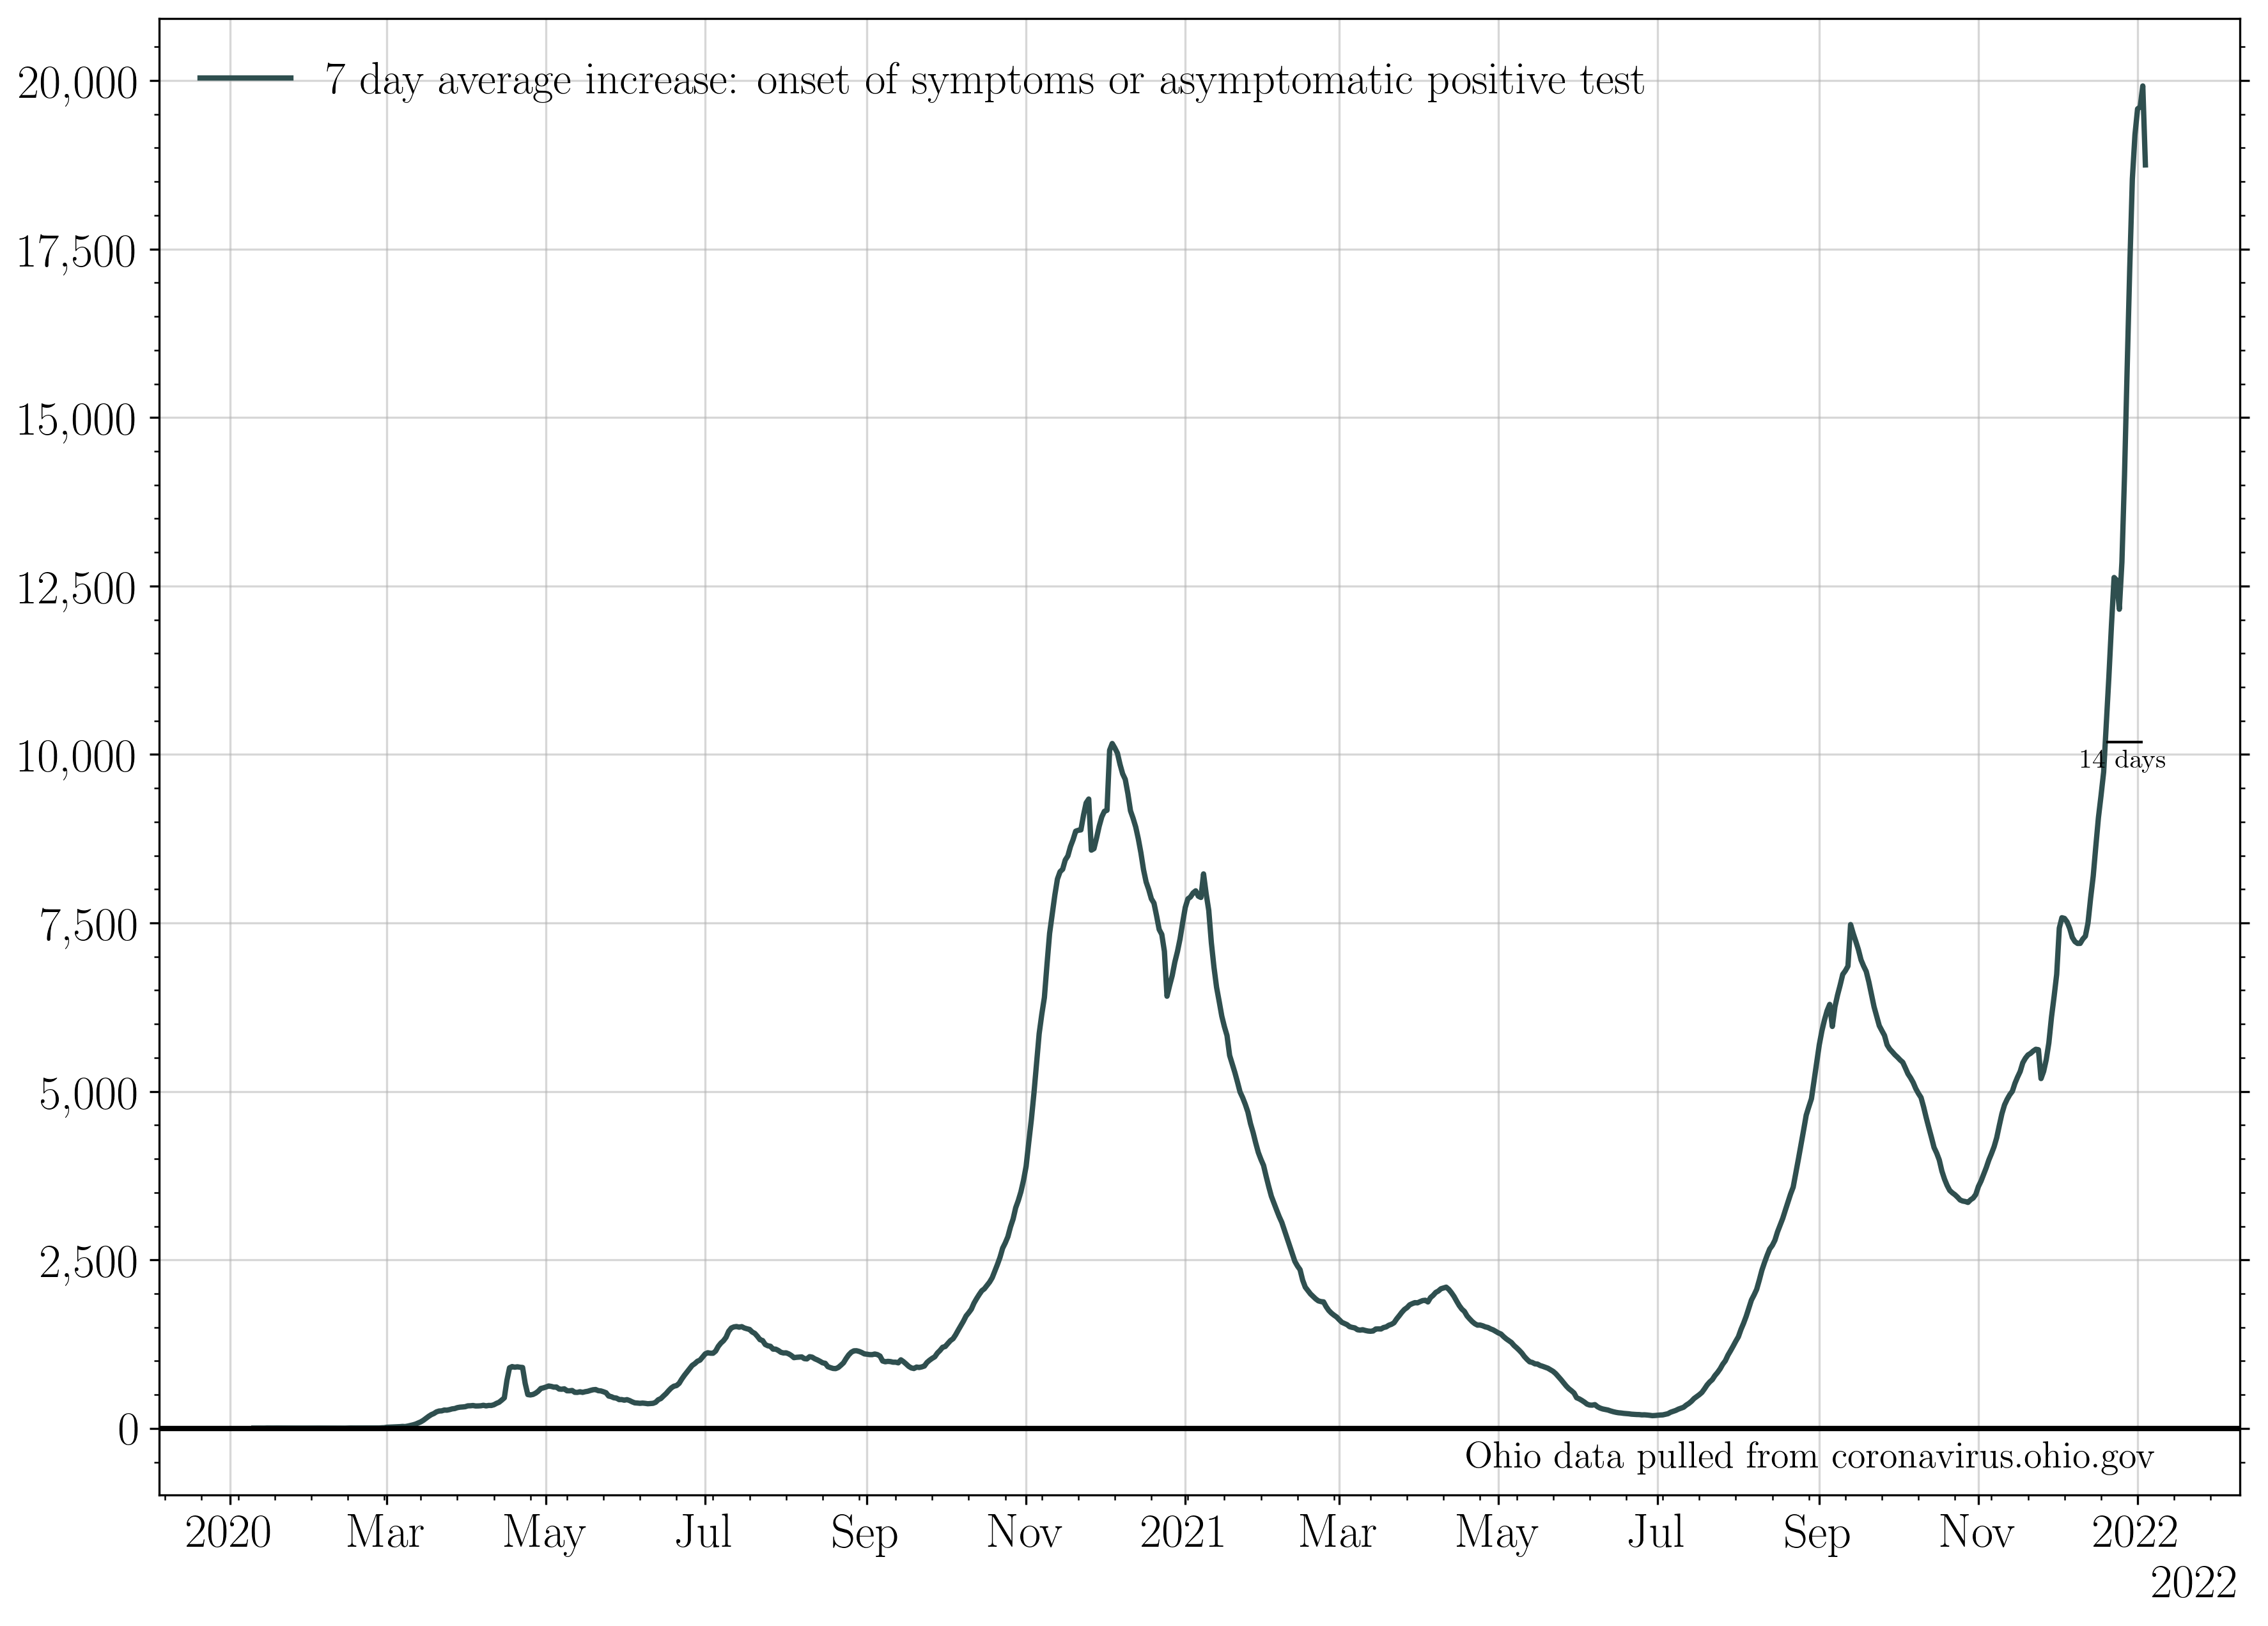 7 day average increase: onset of symptoms or asymptomatic positive test
20,000
17,500
15,000
12,500
10,000
14 days
7,500
5,000
2,500
0
Ohio data pulled from coronavirus.ohio.gov
2020 Mar May Jul Sep Nov 2021 Mar May Jul Sep Nov 2022
2022